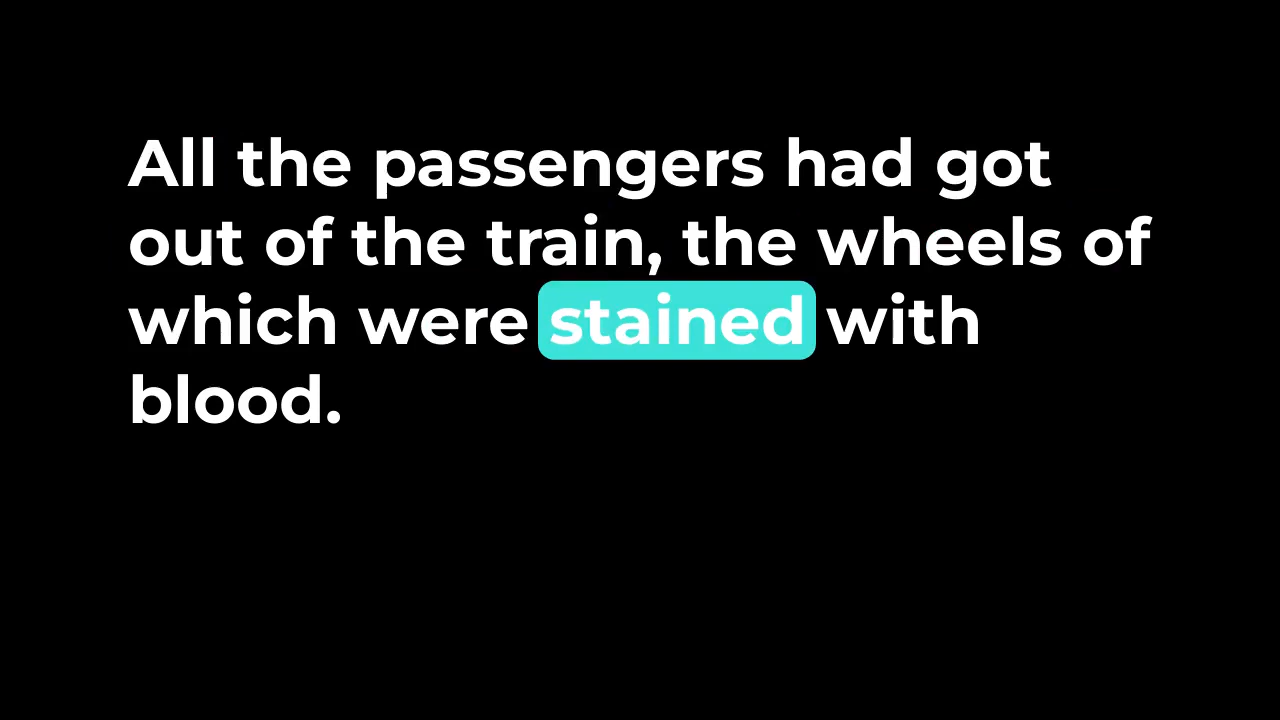 All the passengers had got
out of the train, the wheels of
which were stained with
blood.